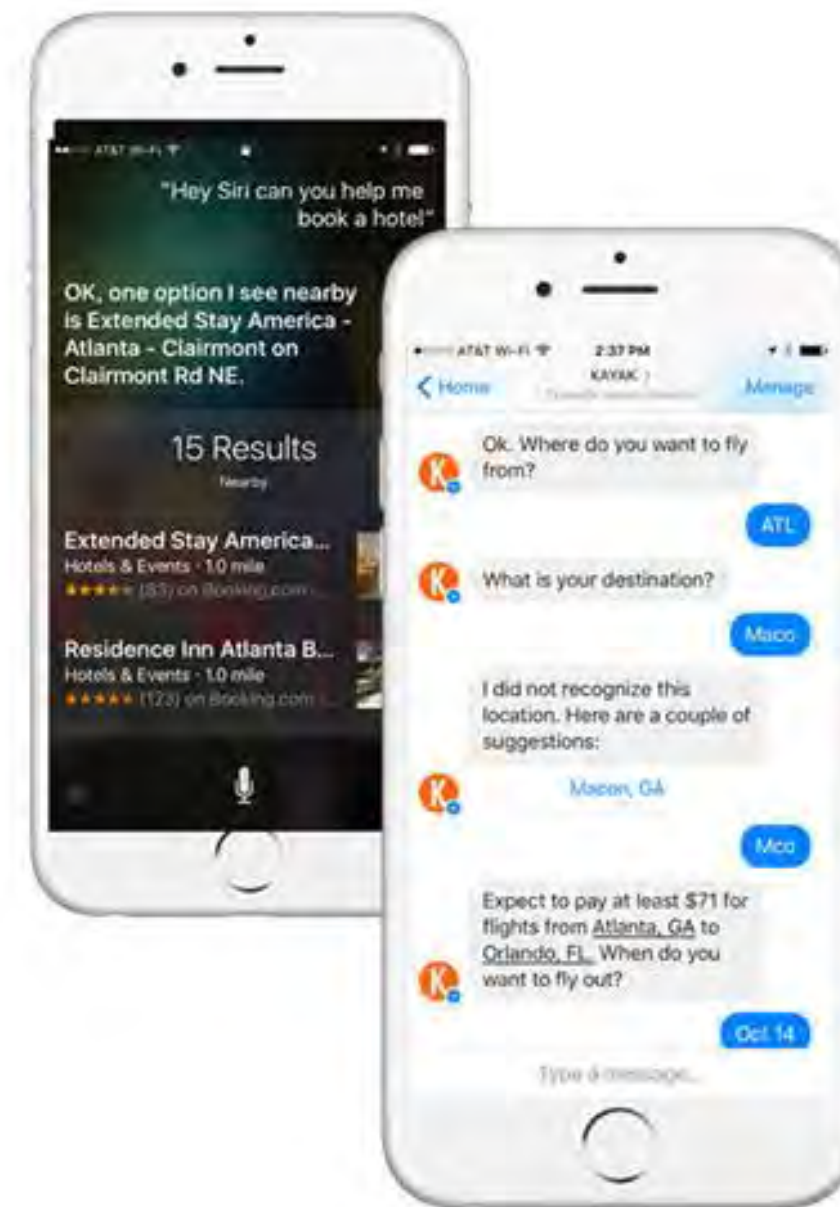 AT&T Wi-Fi
"Hey Siri can you help me
book a hotel"
OK, one option I see nearby
is Extended Stay America -
Atlanta - Clairmont on
Clairmont Rd NE.
15 Results
Nearby
Extended Stay America...
Hotels & Events · 1.0 mile
(83) on Booking.com
Residence Inn Atlanta B...
Hotels & Events · 1.0 mile
(123) on Booking.com
AT&T Wi-Fi 2:37 PM
Home KAYAK Manage
Ok. Where do you want to fly
from?
K
ATL
What is your destination?
K
Maco
I did not recognize this
location. Here are a couple of
suggestions:
Macon, GA
K
Mco
Expect to pay at least $71 for
flights from Atlanta, GA to
Orlando, FL. When do you
want to fly out?
K
Oct 14
Type a message...